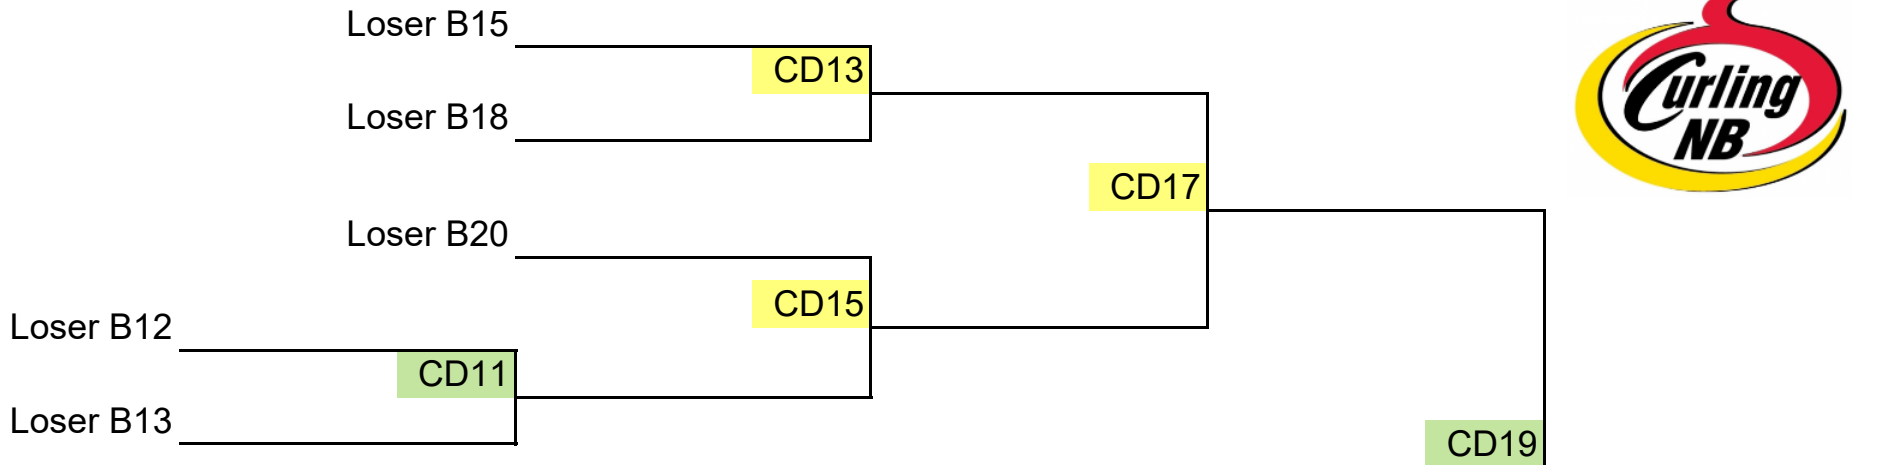 Loser B15
CD13
Loser B18
CD17
Loser B20
CD15
Loser B12
CD11
Loser B13
CD19
Curling
NB